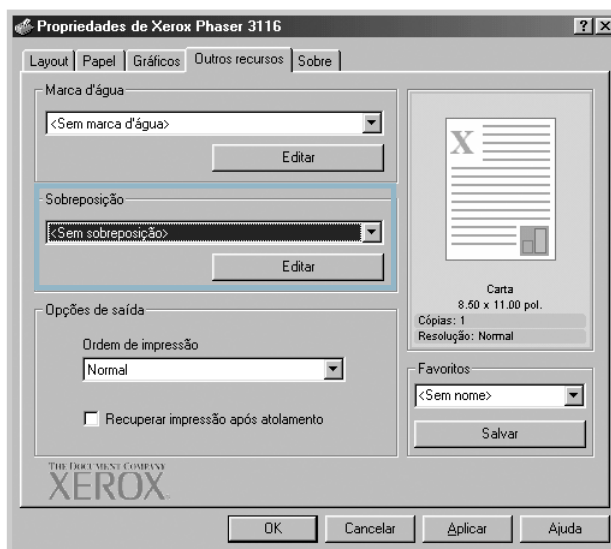 Propriedades de Xerox Phaser 3116
Layout Papel Gráficos Outros recursos Sobre
Marca d'água
<Sem marca d'água>
Editar
Sobreposição
<Sem sobreposição>
Editar
Opções de saída
Ordem de impressão
Normal
Recuperar impressão após atolamento
THE DOCUMENT COMPANY
XEROX
X
Carta
8.50 x 11.00 pol.
Cópias: 1
Resolução: Normal
Favoritos
<Sem nome>
Salvar
OK Cancelar Aplicar Ajuda